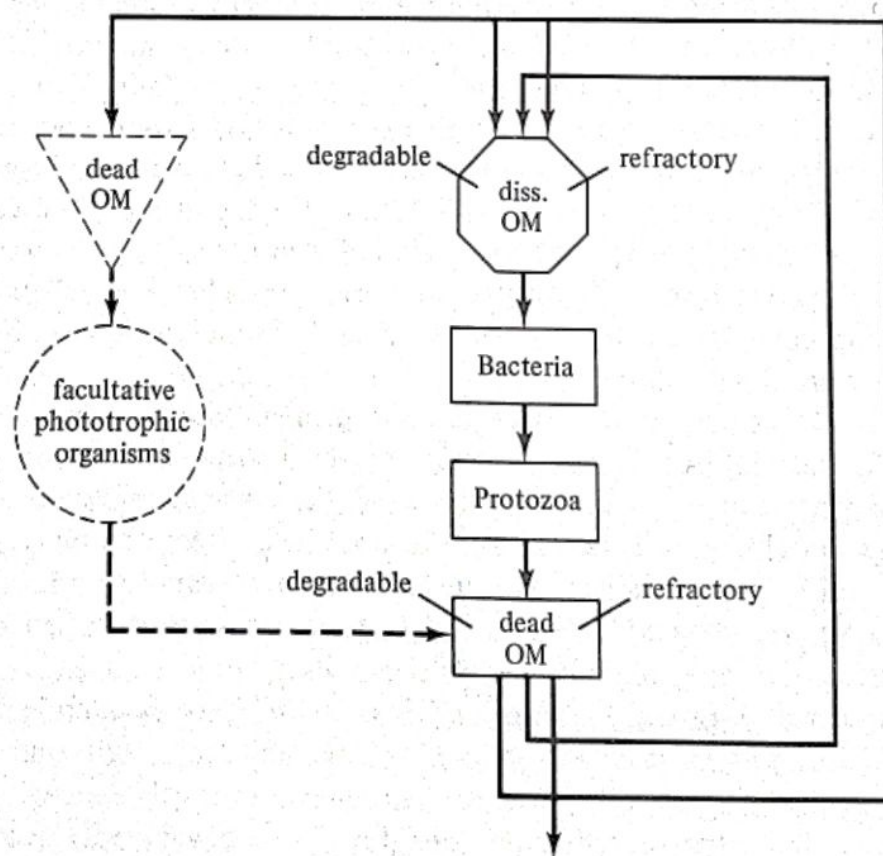 dead
OM
degradable
refractory
diss.
OM
facultative
phototrophic
organisms
Bacteria
Protozoa
degradable
refractory
dead
OM